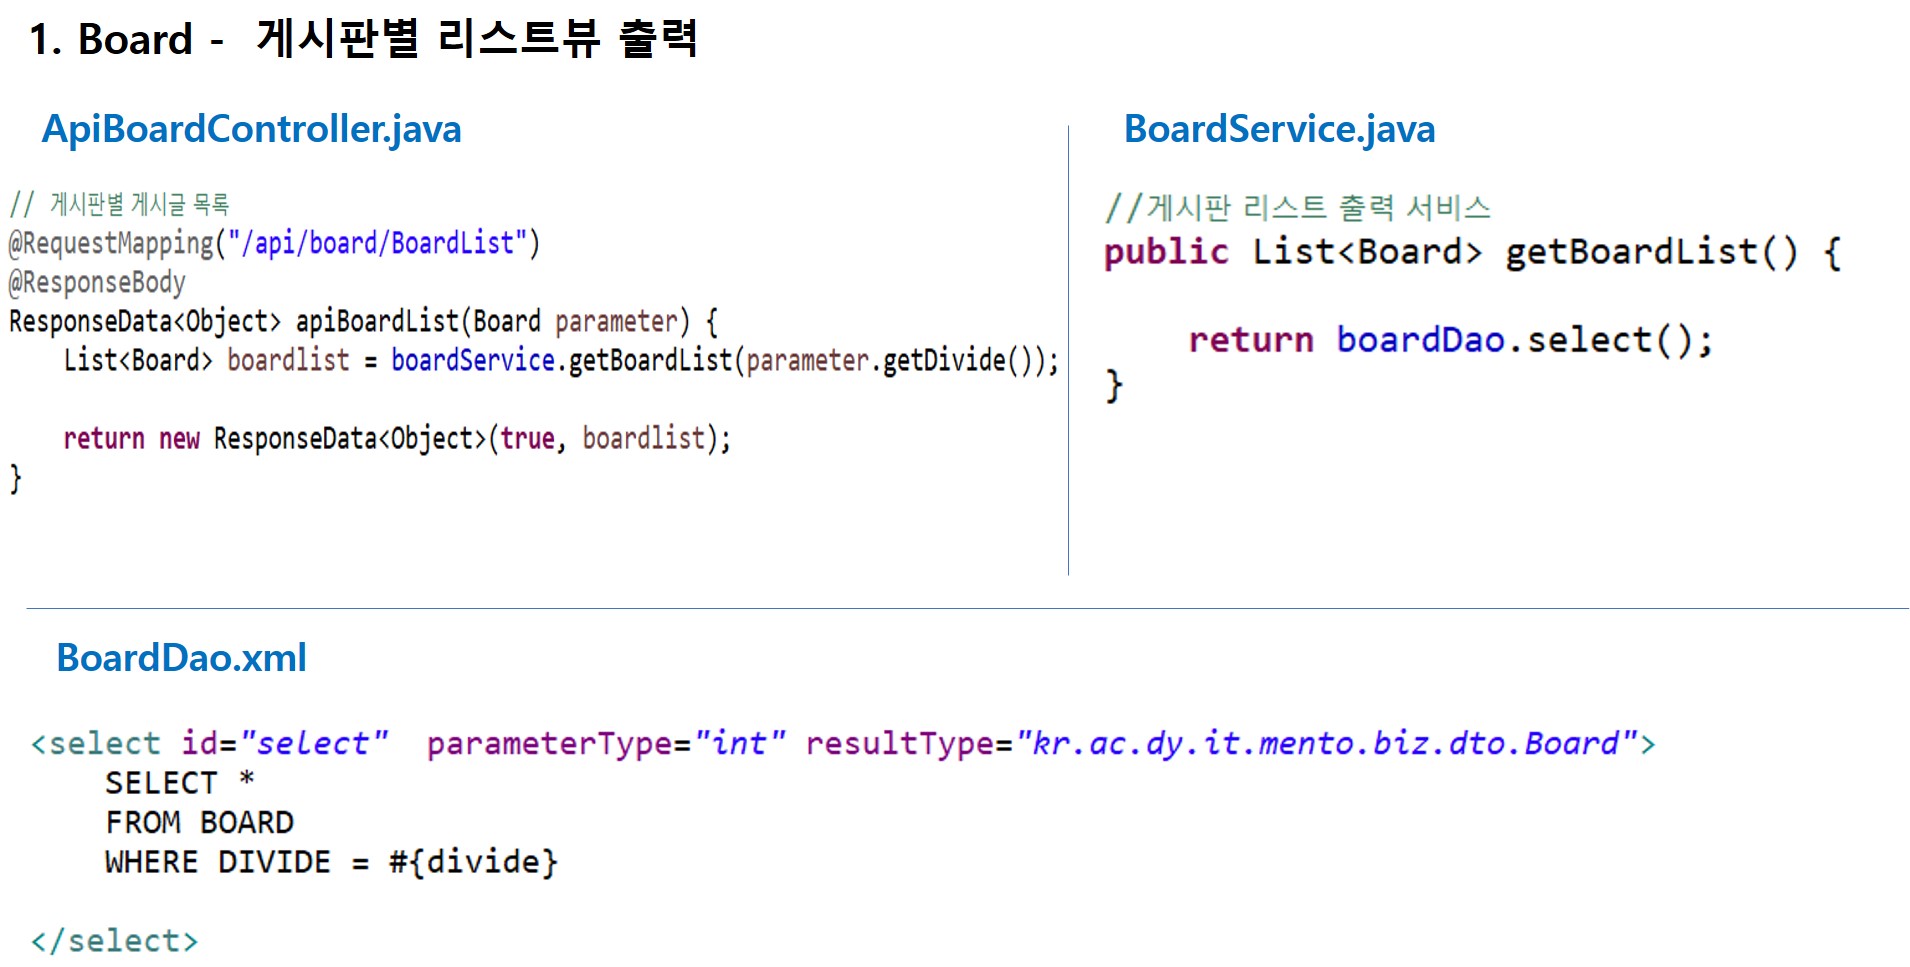 1. Board - 게시판별 리스트뷰 출력
ApiBoardController.java
// 게시판별 게시글 목록
@RequestMapping("/api/board/BoardList")
@ResponseBody
ResponseData<Object> apiBoardList(Board parameter) {
List<Board> boardlist = boardService.getBoardList(parameter.getDivide());
return new ResponseData<Object>(true, boardlist);
}
BoardService.java
//게시판 리스트 출력 서비스
public List<Board> getBoardList() {
return boardDao.select();
}
BoardDao.xml
<select id="select" parameterType="int" resultType="kr.ac.dy.it.mento.biz.dto.Board">
SELECT *
FROM BOARD
WHERE DIVIDE = #{divide}
</select>